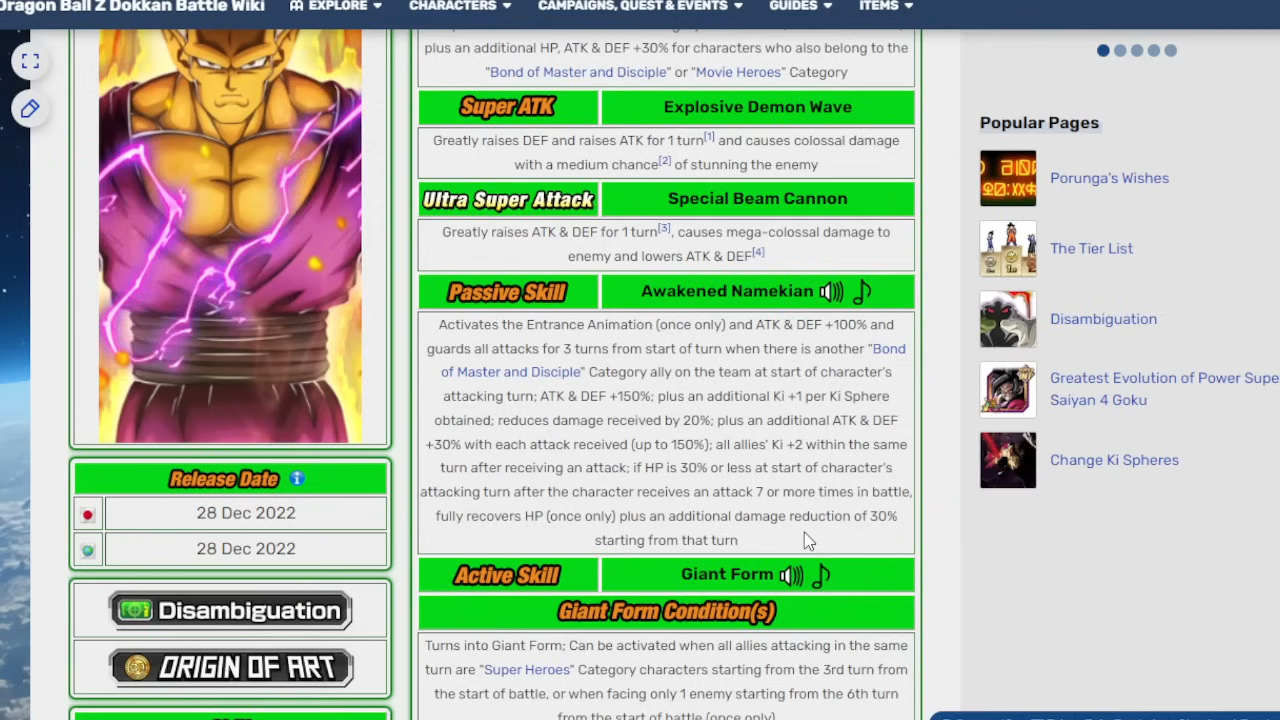 Dragon Ball Z Dokkan Battle Wiki
EXPLORE
CHARACTERS
CAMPAIGNS, QUEST & EVENTS
GUIDES
ITEMS
plus an additional HP, ATK & DEF +30% for characters who also belong to the
"Bond of Master and Disciple" or "Movie Heroes" Category
Super ATK
Explosive Demon Wave
Greatly raises DEF and raises ATK for 1 turn[1] and causes colossal damage
with a medium chance[2] of stunning the enemy
Ultra Super Attack
Special Beam Cannon
Greatly raises ATK & DEF for 1 turn[3], causes mega-colossal damage to
enemy and lowers ATK & DEF[4]
Passive Skill
Awakened Namekian
Activates the Entrance Animation (once only) and ATK & DEF +100% and
guards all attacks for 3 turns from start of turn when there is another "Bond
of Master and Disciple" Category ally on the team at start of character's
attacking turn; ATK & DEF +150%; plus an additional Ki +1 per Ki Sphere
obtained; reduces damage received by 20%; plus an additional ATK & DEF
+30% with each attack received (up to 150%); all allies' Ki +2 within the same
turn after receiving an attack; if HP is 30% or less at start of character's
attacking turn after the character receives an attack 7 or more times in battle,
fully recovers HP (once only) plus an additional damage reduction of 30%
starting from that turn
Active Skill
Giant Form
Giant Form Condition(s)
Turns into Giant Form; Can be activated when all allies attacking in the same
turn are "Super Heroes" Category characters starting from the 3rd turn from
the start of battle, or when facing only 1 enemy starting from the 6th turn
from the start of battle (once only)
Release Date
28 Dec 2022
28 Dec 2022
Disambiguation
ORIGIN OF ART
Popular Pages
Porunga's Wishes
The Tier List
Disambiguation
Greatest Evolution of Power Supe
Saiyan 4 Goku
Change Ki Spheres